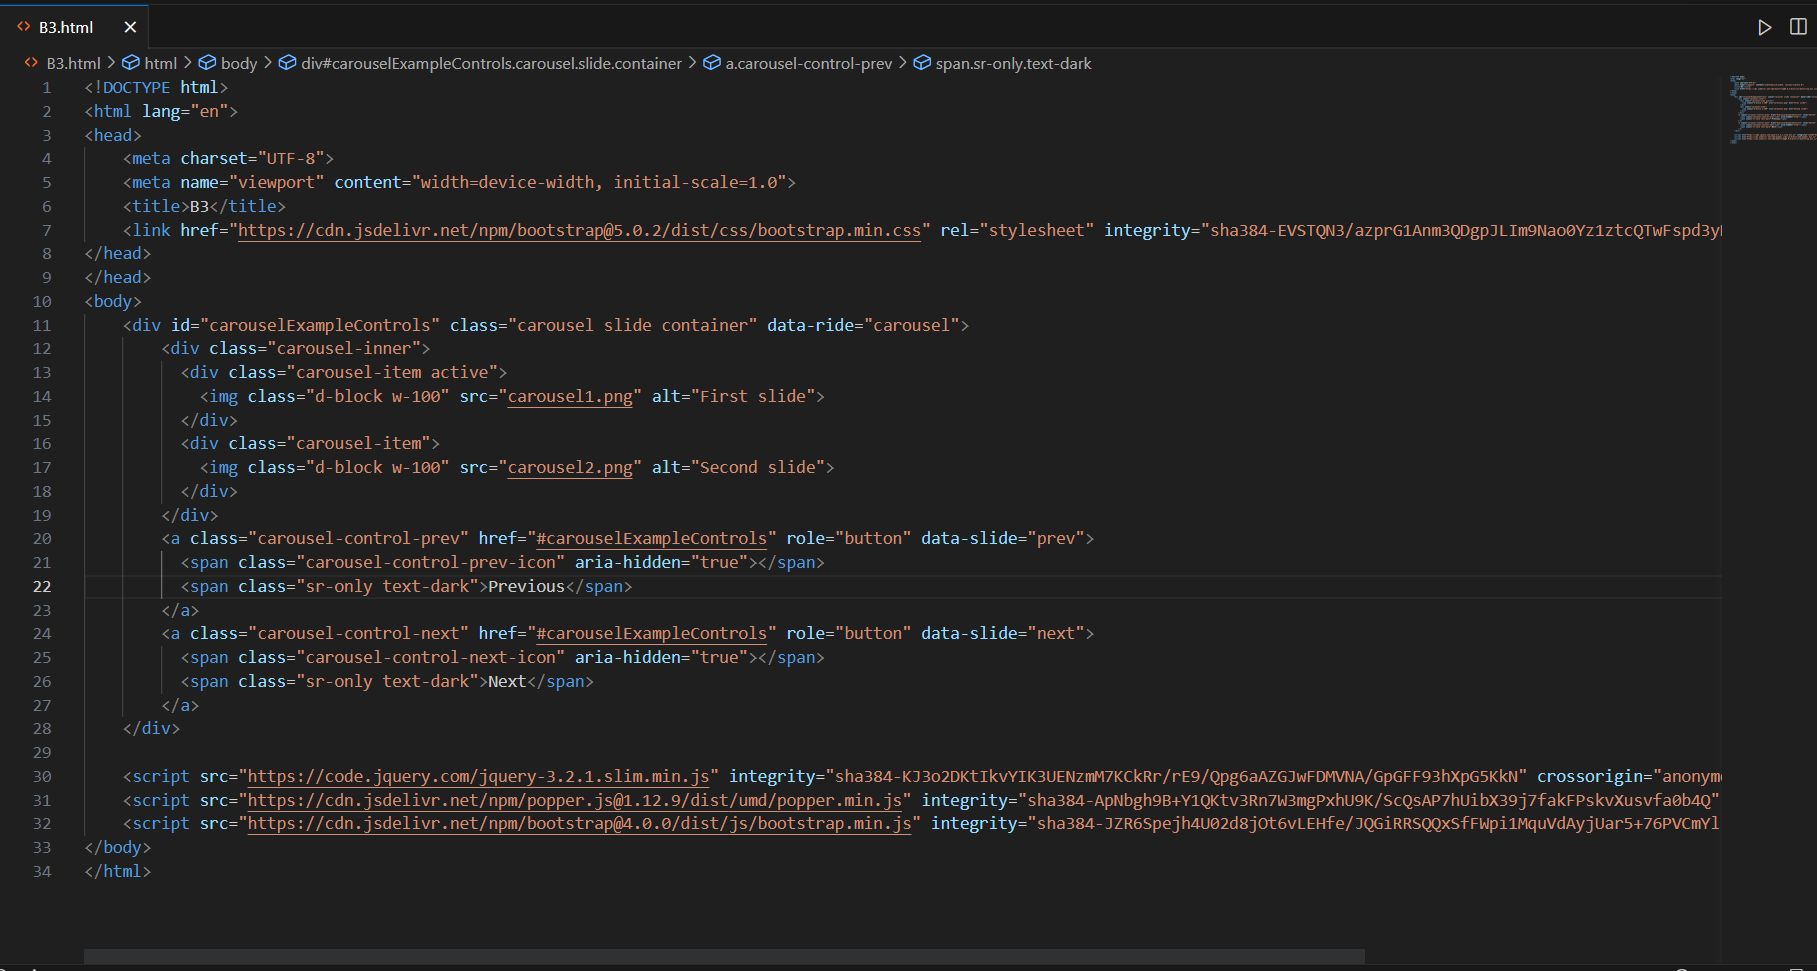 B3.html
B3.html > html > body > div#carouselExampleControls.carousel.slide.container > a.carousel-control-prev > span.sr-only.text-dark
1 <!DOCTYPE html>
2 <html lang="en">
3 <head>
4 <meta charset="UTF-8">
5 <meta name="viewport" content="width=device-width, initial-scale=1.0">
6 <title>B3</title>
7 <link href="https://cdn.jsdelivr.net/npm/bootstrap@5.0.2/dist/css/bootstrap.min.css" rel="stylesheet" integrity="sha384-EVSTQN3/azprG1Anm3QDgpJLIm9Nao0Yz1ztcQTwFspd3y
8 </head>
9 </head>
10 <body>
11 <div id="carouselExampleControls" class="carousel slide container" data-ride="carousel">
12 <div class="carousel-inner">
13 <div class="carousel-item active">
14 <img class="d-block w-100" src="carousel1.png" alt="First slide">
15 </div>
16 <div class="carousel-item">
17 <img class="d-block w-100" src="carousel2.png" alt="Second slide">
18 </div>
19 </div>
20 <a class="carousel-control-prev" href="#carouselExampleControls" role="button" data-slide="prev">
21 <span class="carousel-control-prev-icon" aria-hidden="true"></span>
22 <span class="sr-only text-dark">Previous</span>
23 </a>
24 <a class="carousel-control-next" href="#carouselExampleControls" role="button" data-slide="next">
25 <span class="carousel-control-next-icon" aria-hidden="true"></span>
26 <span class="sr-only text-dark">Next</span>
27 </a>
28 </div>
29
30 <script src="https://code.jquery.com/jquery-3.2.1.slim.min.js" integrity="sha384-KJ3o2DKtIkvYIK3UENzmM7KCkRr/rE9/Qpg6aAZGJwFDMVNA/GpGFF93hXpG5KkN" crossorigin="anonym
31 <script src="https://cdn.jsdelivr.net/npm/popper.js@1.12.9/dist/umd/popper.min.js" integrity="sha384-ApNbgh9B+Y1QKtv3Rn7W3mgPxhU9K/ScQsAP7hUibX39j7fakFPskvXusvfa0b4Q"
32 <script src="https://cdn.jsdelivr.net/npm/bootstrap@4.0.0/dist/js/bootstrap.min.js" integrity="sha384-JZR6Spejh4U02d8jOt6vLEHfe/JQGiRRSQQxSfFWpi1MquVdAyjUar5+76PVCmYl
33 </body>
34 </html>